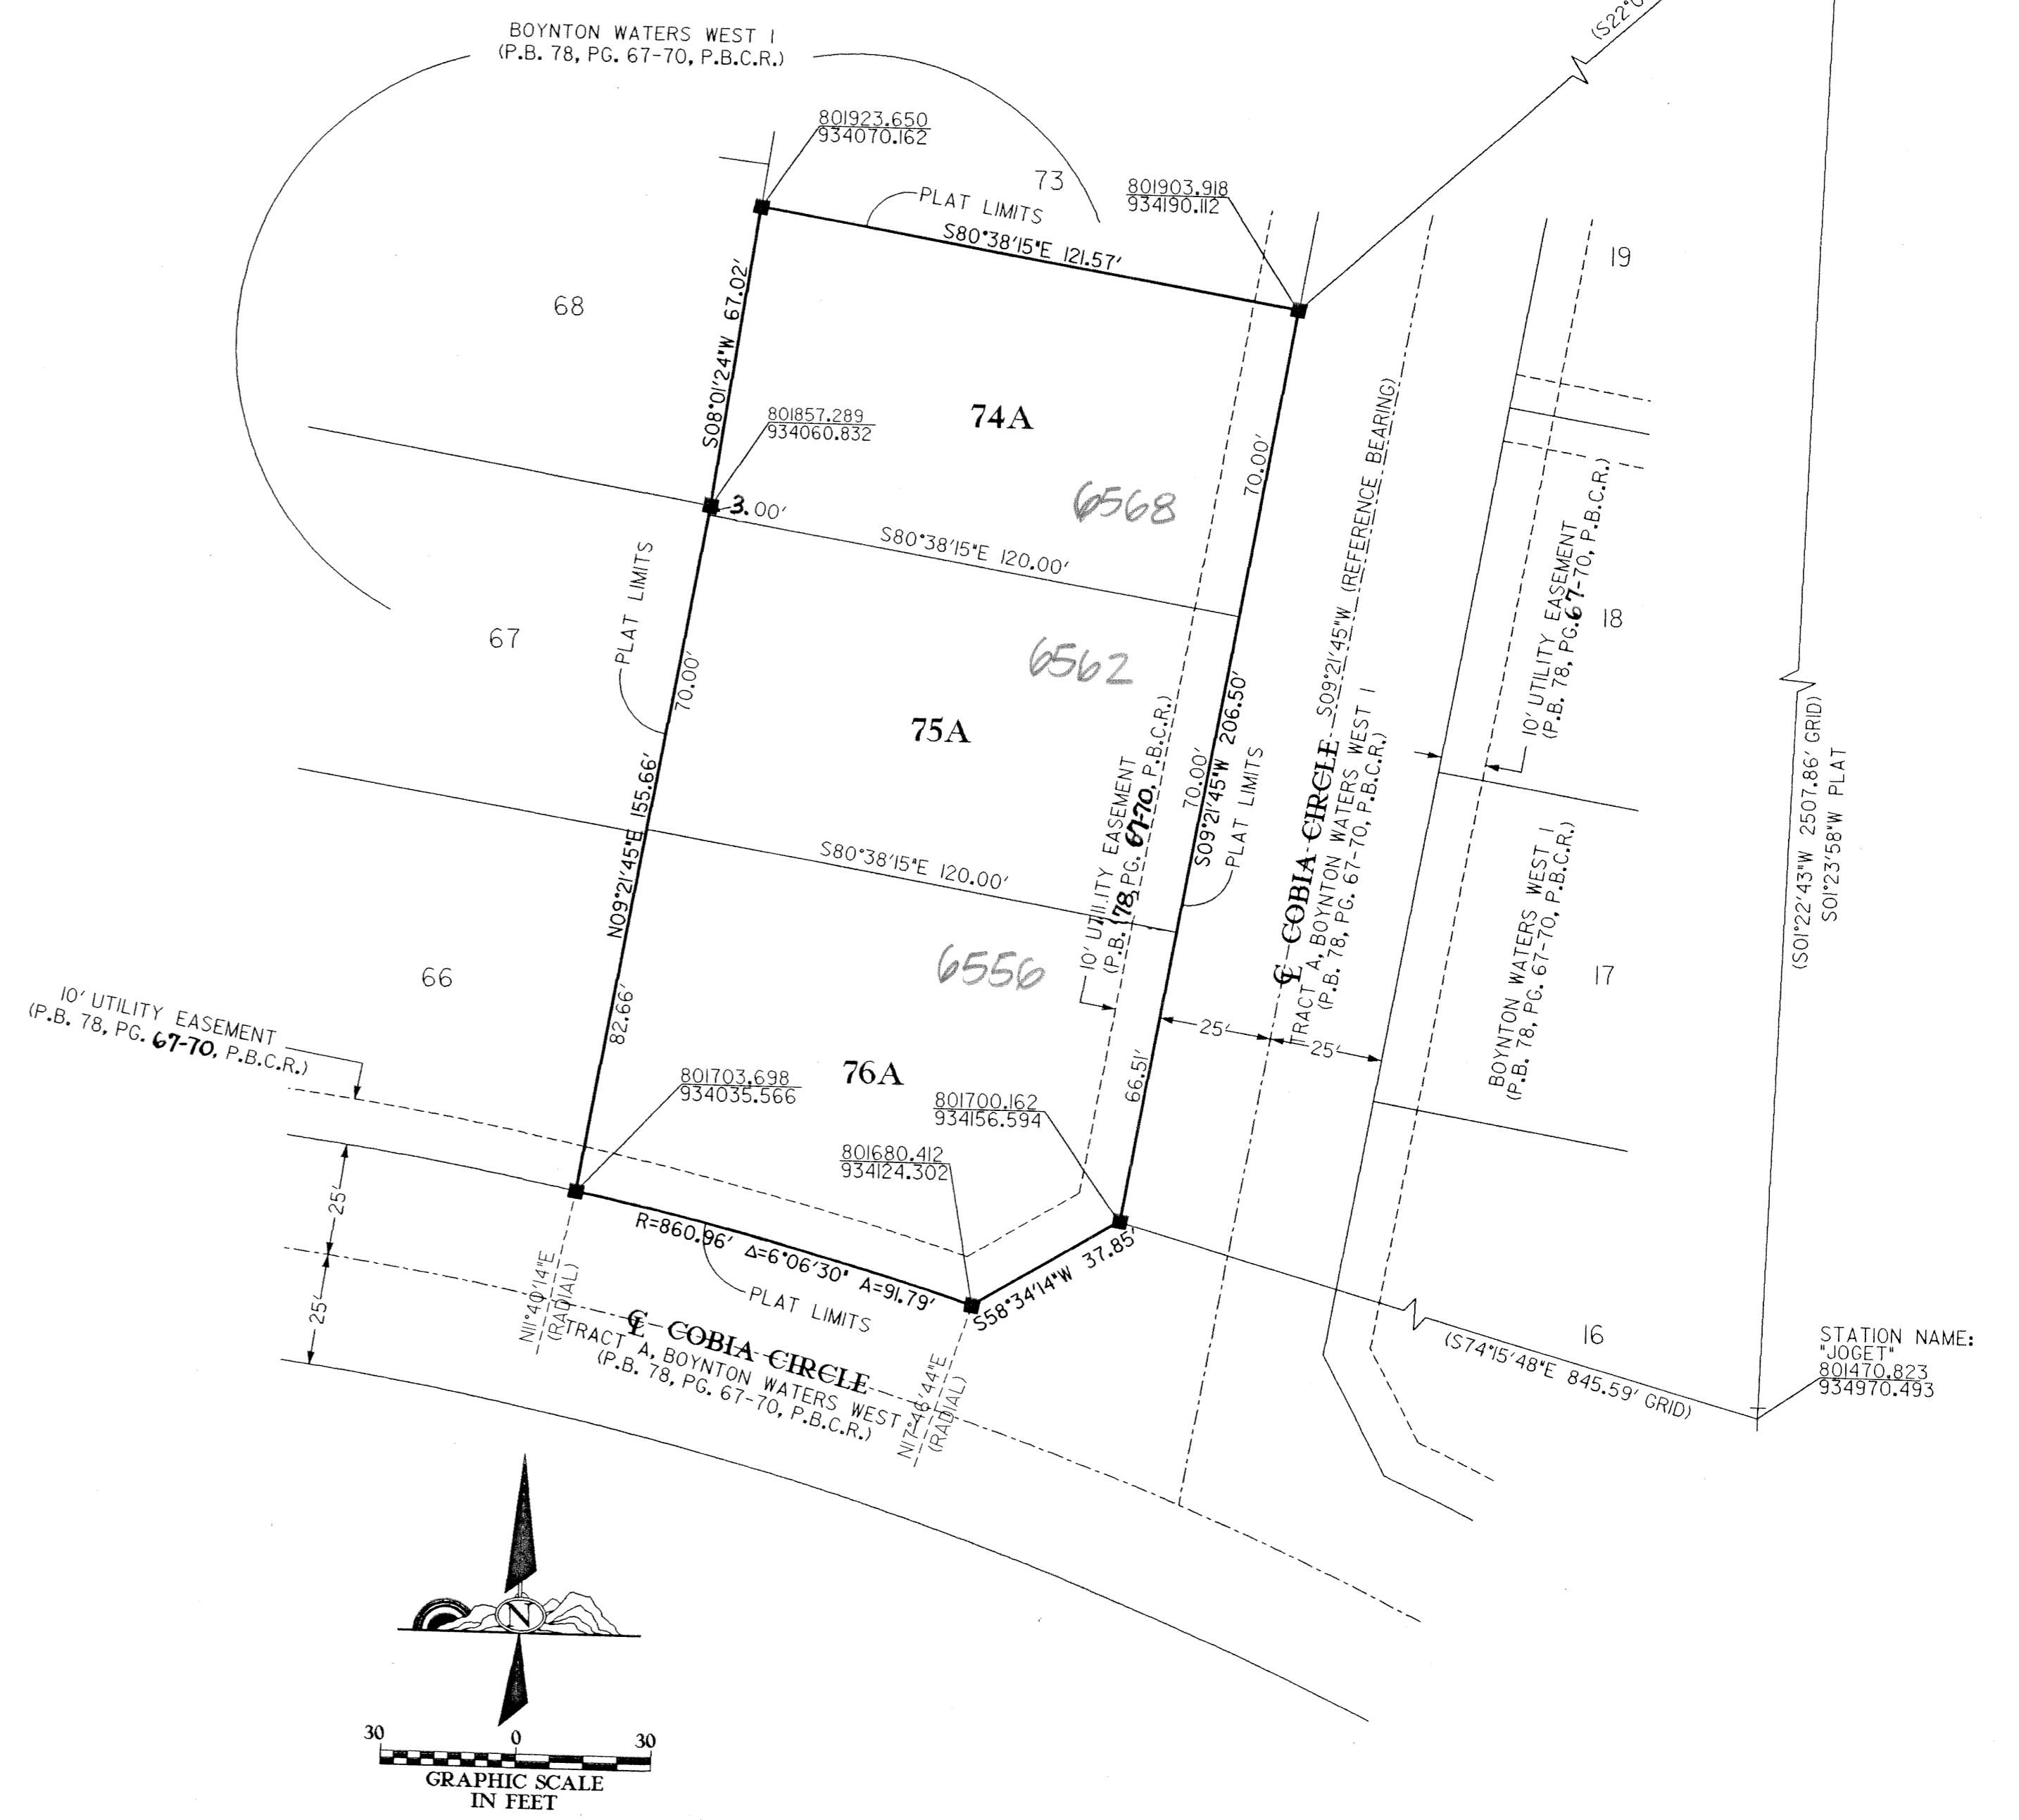 BOYNTON WATERS WEST I
(P.B. 78, PG. 67-70, P.B.C.R.)
(S22°0
801923.650
934070.162
73
PLAT LIMITS
801903.918
934190.112
S80°38'15"E 121.57'
19
68
S08°01'24"W 67.02'
74A
801857.289
934060.832
70.00'
3.00'
6568
S80°38'15"E 120.00'
S09°21'45"W (REFERENCE BEARING)
10' UTILITY EASEMENT
(P.B. 78, PG. 67-70, P.B.C.R.)
18
67
PLAT LIMITS
70.00'
6562
75A
70.00'
S09°21'45"W 206.50'
PLAT LIMITS
10' UTILITY EASEMENT
(P.B. 78, PG. 67-70, P.B.C.R.)
℄ COBIA CIRCLE
TRACT A, BOYNTON WATERS WEST I
(P.B. 78, PG. 67-70, P.B.C.R.)
(S01°22'43"W 2507.86' GRID)
S01°23'58"W PLAT
N09°21'45"E 155.66'
S80°38'15"E 120.00'
BOYNTON WATERS WEST I
(P.B. 78, PG. 67-70, P.B.C.R.)
17
66
6556
82.66'
10' UTILITY EASEMENT
(P.B. 78, PG. 67-70, P.B.C.R.)
25'
25'
76A
66.51'
801703.698
934035.566
801700.162
934156.594
801680.412
934124.302
25'
25'
R=860.96' Δ=6°06'30" A=91.79'
PLAT LIMITS
S58°34'14"W 37.85'
N11°40'14"E
(RADIAL)
℄ COBIA CIRCLE
TRACT A, BOYNTON WATERS WEST I
(P.B. 78, PG. 67-70, P.B.C.R.)
N17°46'44"E
(RADIAL)
16
(S74°15'48"E 845.59' GRID)
STATION NAME:
"JOGET"
801470.823
934970.493
N
30 0 30
GRAPHIC SCALE
IN FEET